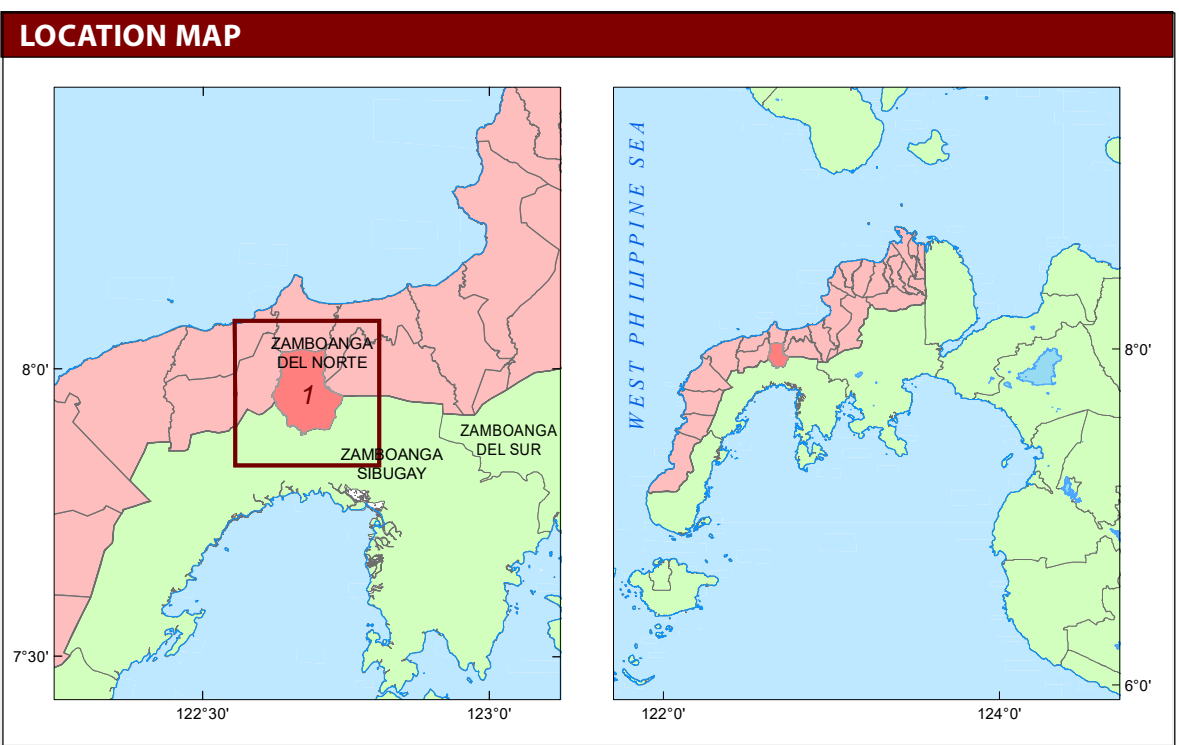 LOCATION MAP
ZAMBOANGA
DEL NORTE
1
ZAMBOANGA
DEL SUR
ZAMBOANGA
SIBUGAY
8°0'
7°30'
122°30'
123°0'
WEST PHILIPPINE SEA
8°0'
6°0'
122°0'
124°0'